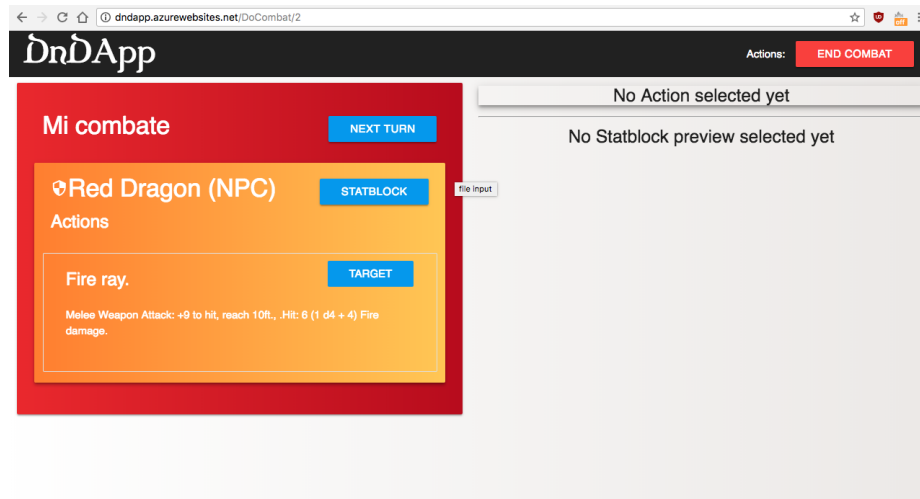 dndapp.azurewebsites.net/DoCombat/2
off
DnDApp
Actions:
END COMBAT
Mi combate
NEXT TURN
Red Dragon (NPC)
STATBLOCK
Actions
Fire ray.
TARGET
Melee Weapon Attack: +9 to hit, reach 10ft., .Hit: 6 (1 d4 + 4) Fire
damage.
No Action selected yet
No Statblock preview selected yet
file input